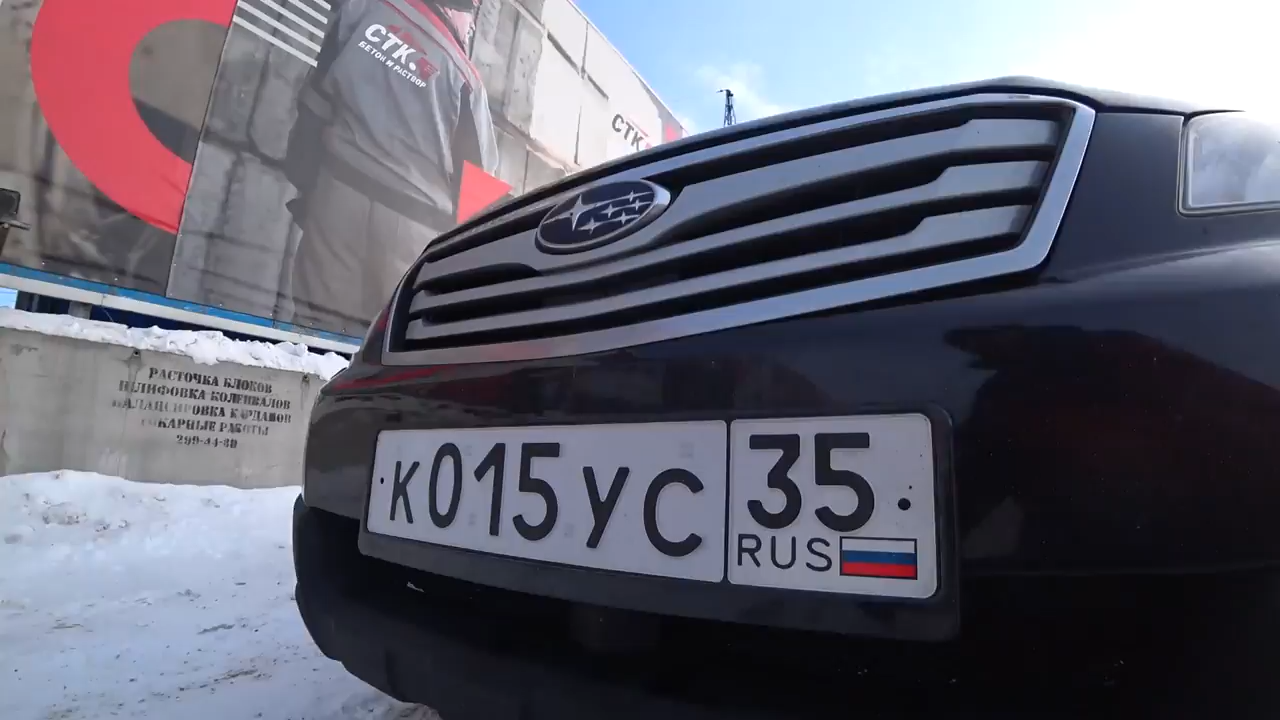 СТК
БЕТОН И РАСТВОР
СТК
РАСТОЧКА БЛОКОВ
ШЛИФОВКА КОЛЕНВАЛОВ
БАЛАНСИРОВКА КАРДАНОВ
ТОКАРНЫЕ РАБОТЫ
299-44-80
К015УС 35
RUS